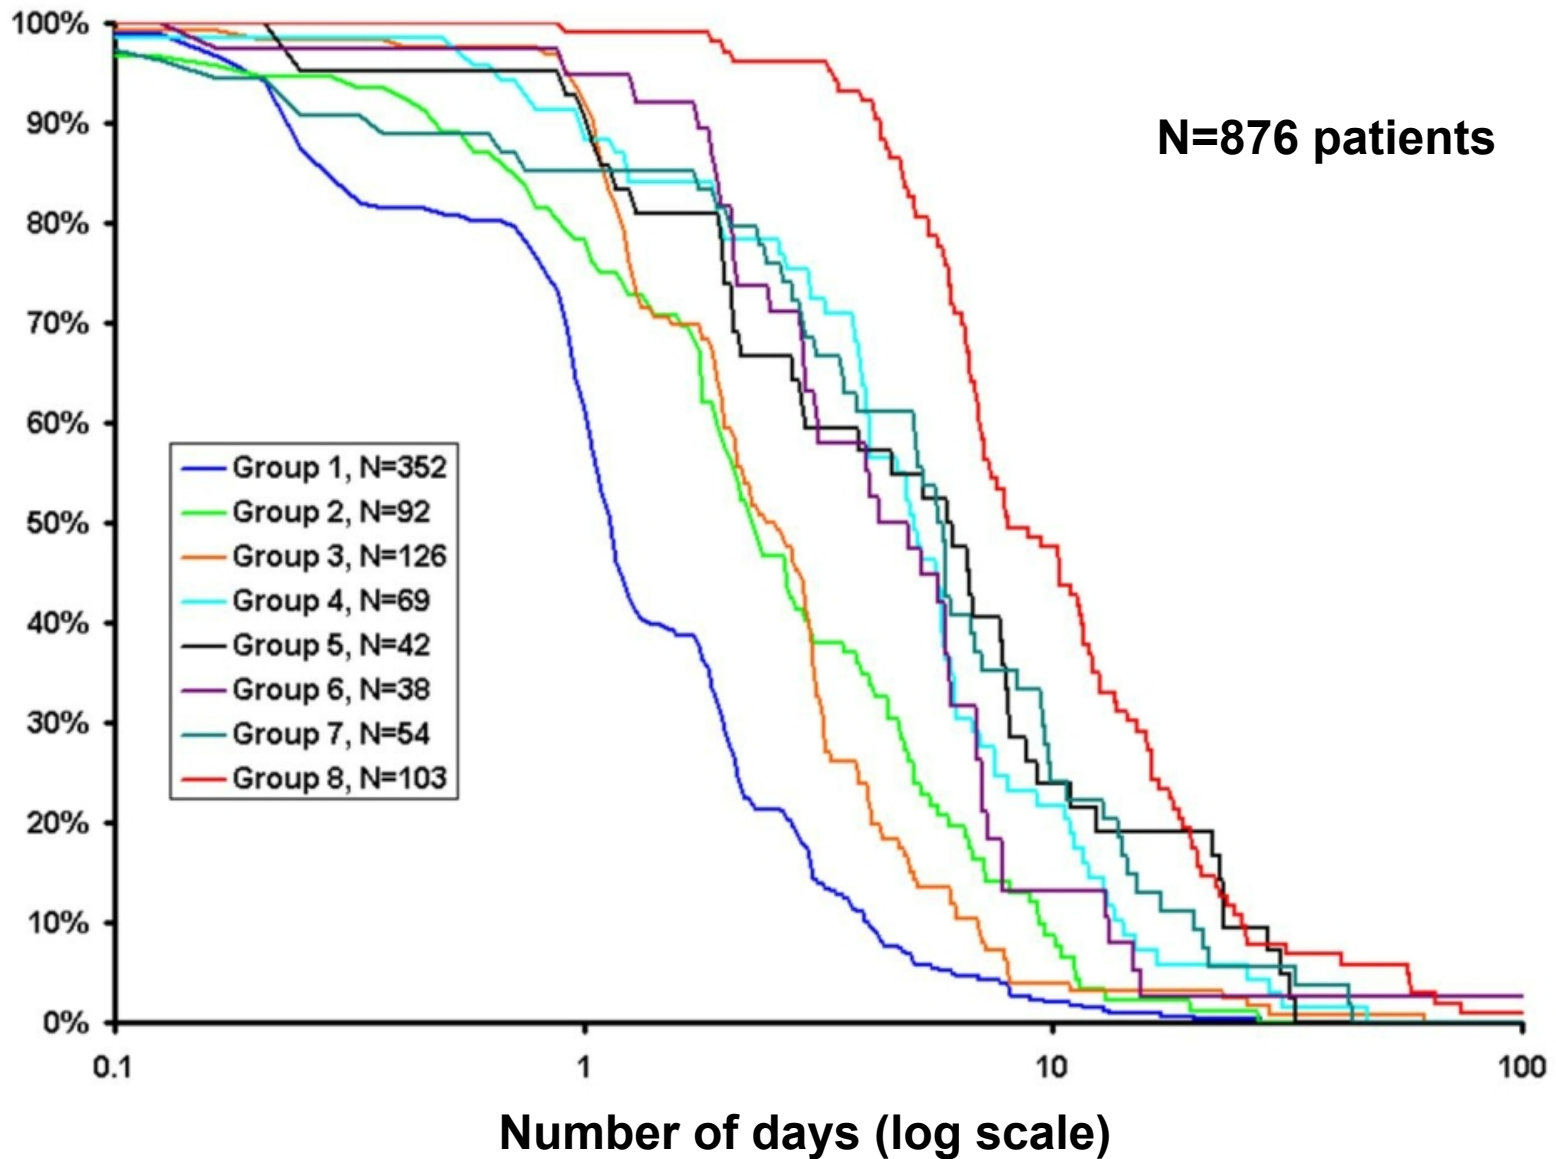 100%
90%
80%
70%
60%
50%
40%
30%
20%
10%
0%
N=876 patients
Group 1, N=352
Group 2, N=92
Group 3, N=126
Group 4, N=69
Group 5, N=42
Group 6, N=38
Group 7, N=54
Group 8, N=103
0.1 1 10 100
Number of days (log scale)